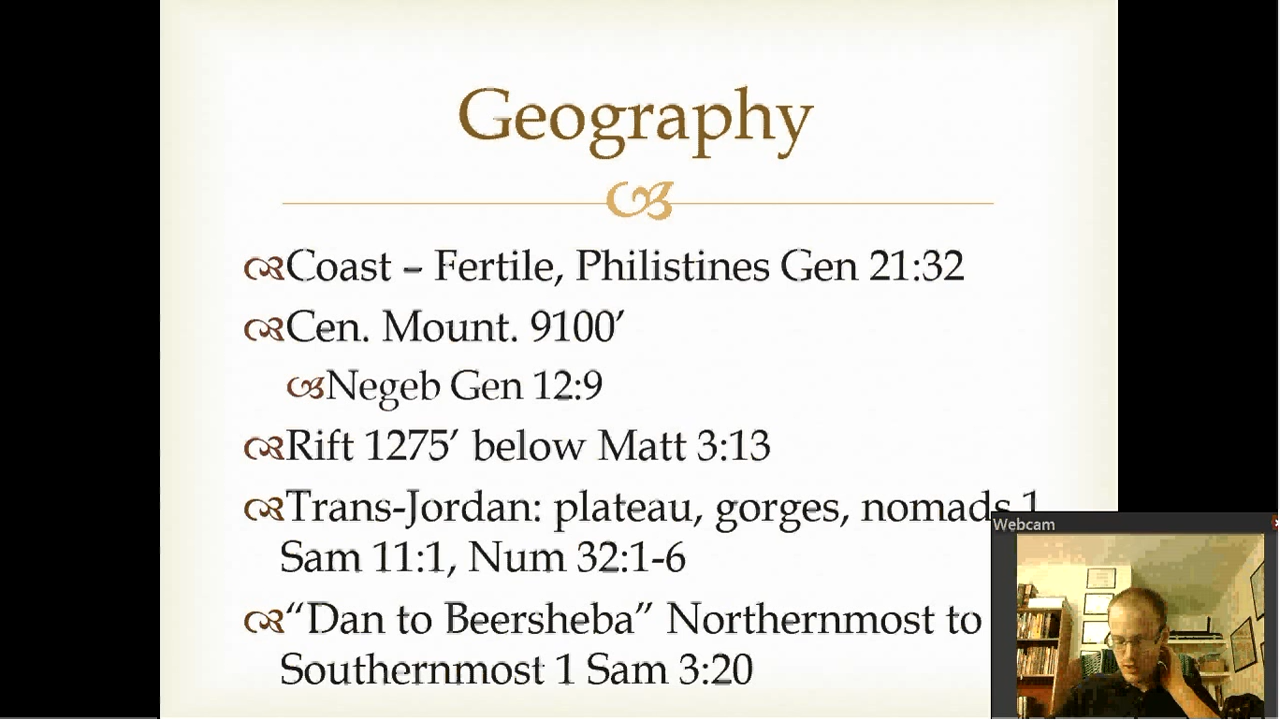 Geography
Coast – Fertile, Philistines Gen 21:32
Cen. Mount. 9100′
Negeb Gen 12:9
Rift 1275′ below Matt 3:13
Trans-Jordan: plateau, gorges, nomads 1
Sam 11:1, Num 32:1-6
Webcam
“Dan to Beersheba” Northernmost to
Southernmost 1 Sam 3:20